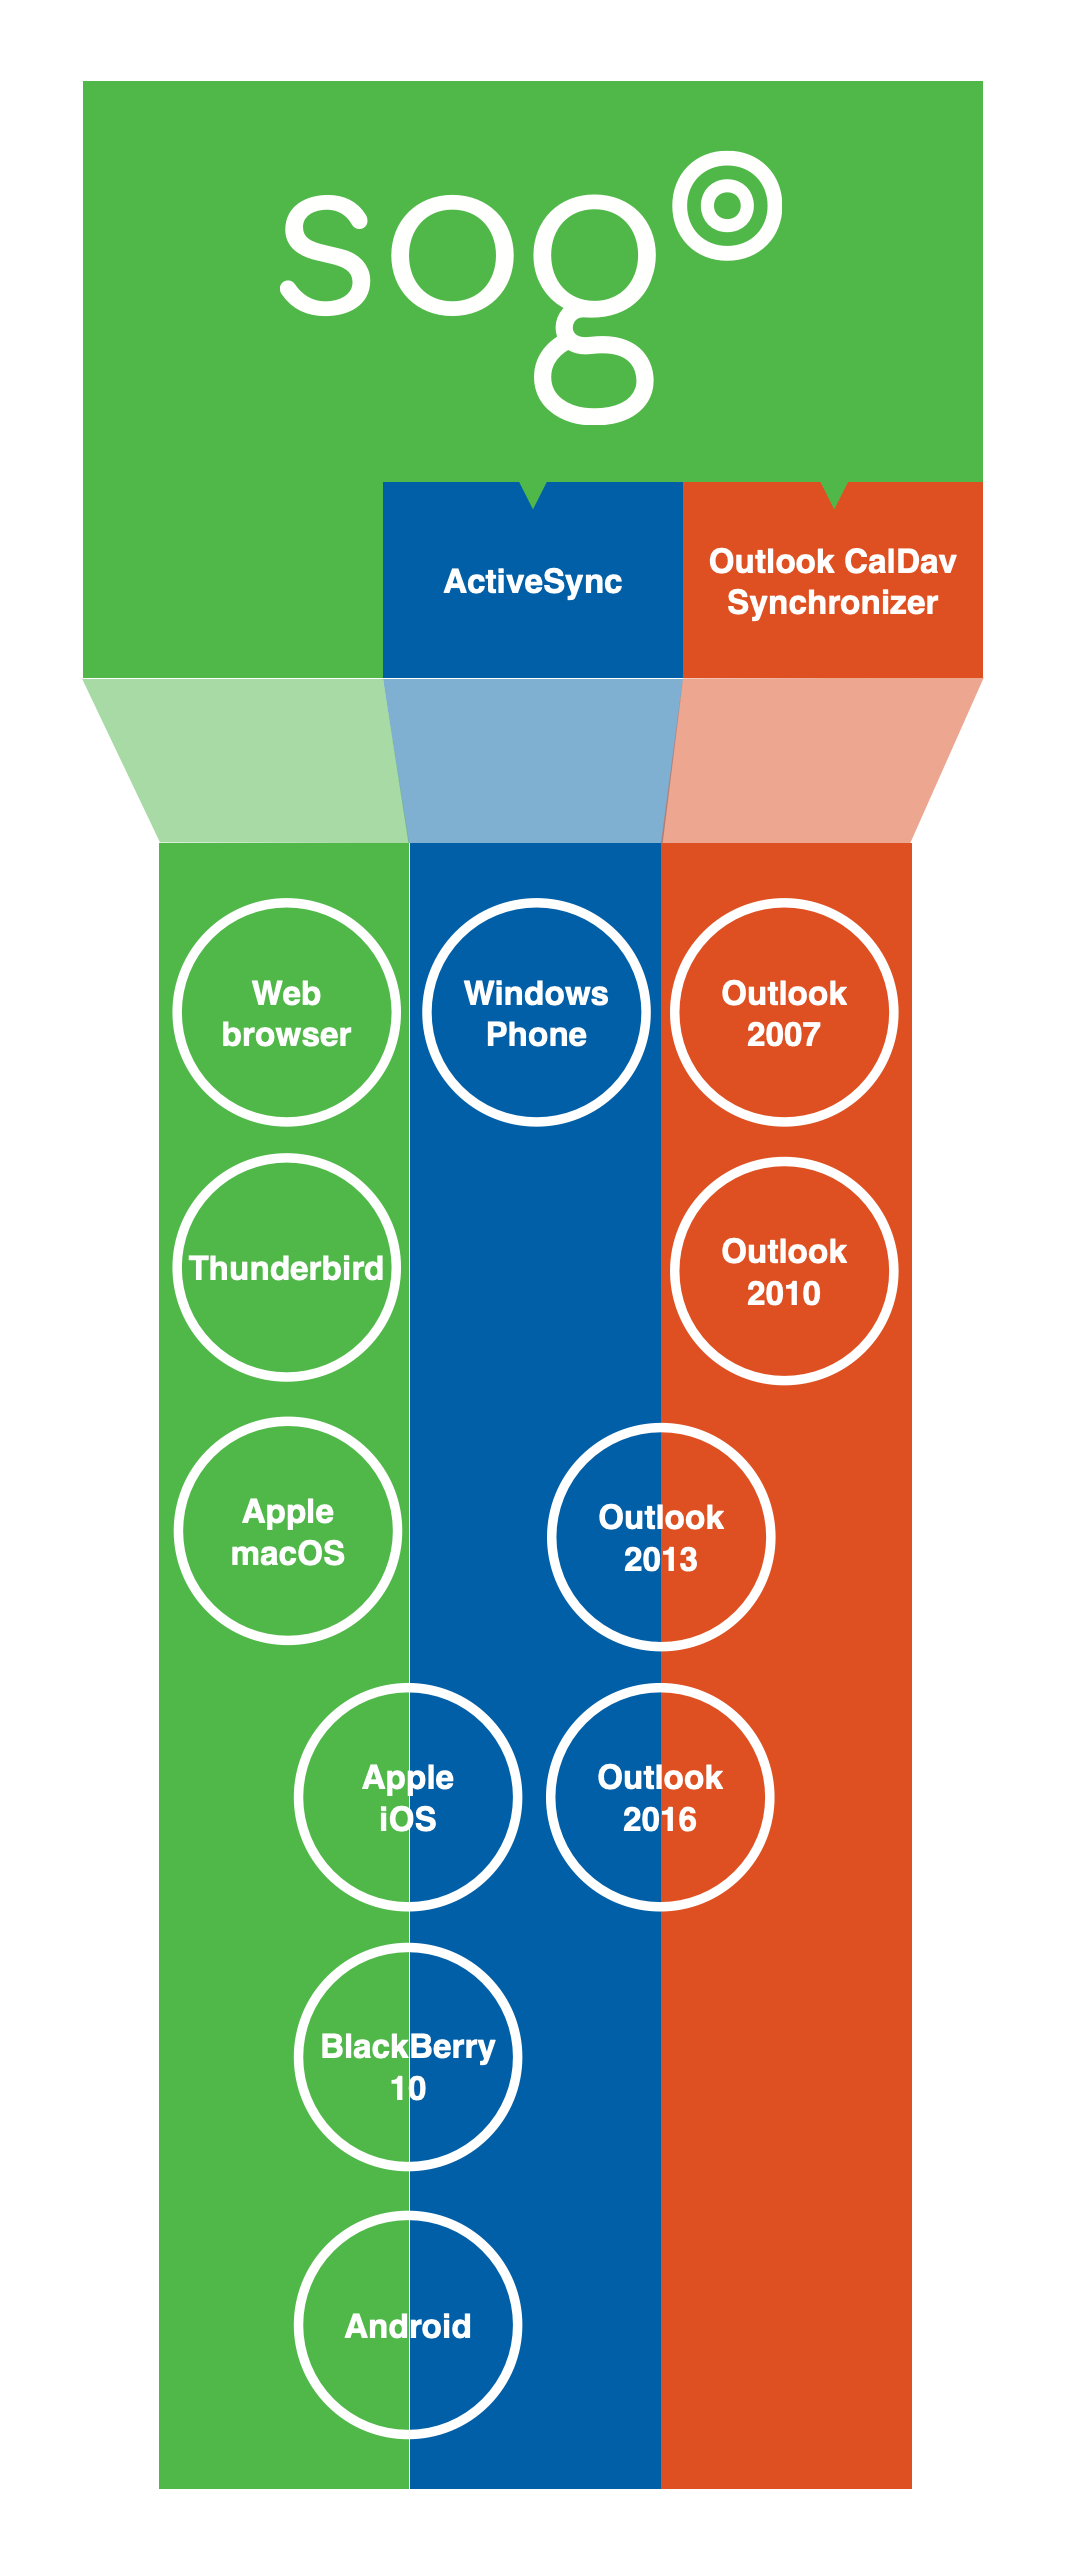 sogo
ActiveSync
Outlook CalDav
Synchronizer
Web
browser
Windows
Phone
Outlook
2007
Thunderbird
Outlook
2010
Apple
macOS
Outlook
2013
Apple
iOS
Outlook
2016
BlackBerry
10
Android